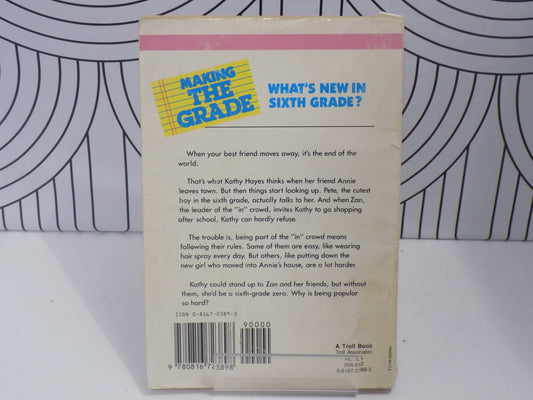 MAKING
THE
GRADE
WHAT'S NEW IN
SIXTH GRADE?
When your best friend moves away, it's the end of the
world.
That's what Kathy Hayes thinks when her friend Annie
leaves town. But then things start looking up. Pete, the cutest
boy in the sixth grade, actually talks to her. And when Zan,
the leader of the "in" crowd, invites Kathy to go shopping
after school, Kathy can hardly refuse.
The trouble is, being part of the "in" crowd means
following their rules. Some of them are easy, like wearing
hair spray every day. But others, like putting down the
new girl who moved into Annie's house, are a lot harder.
Kathy could stand up to Zan and her friends, but without
them, she'd be a sixth-grade zero. Why is being popular
so hard?
ISBN 0-8167-2389-3
90000
9 780816 723898
A Troll Book
Troll Associates
0-8167-2389-3